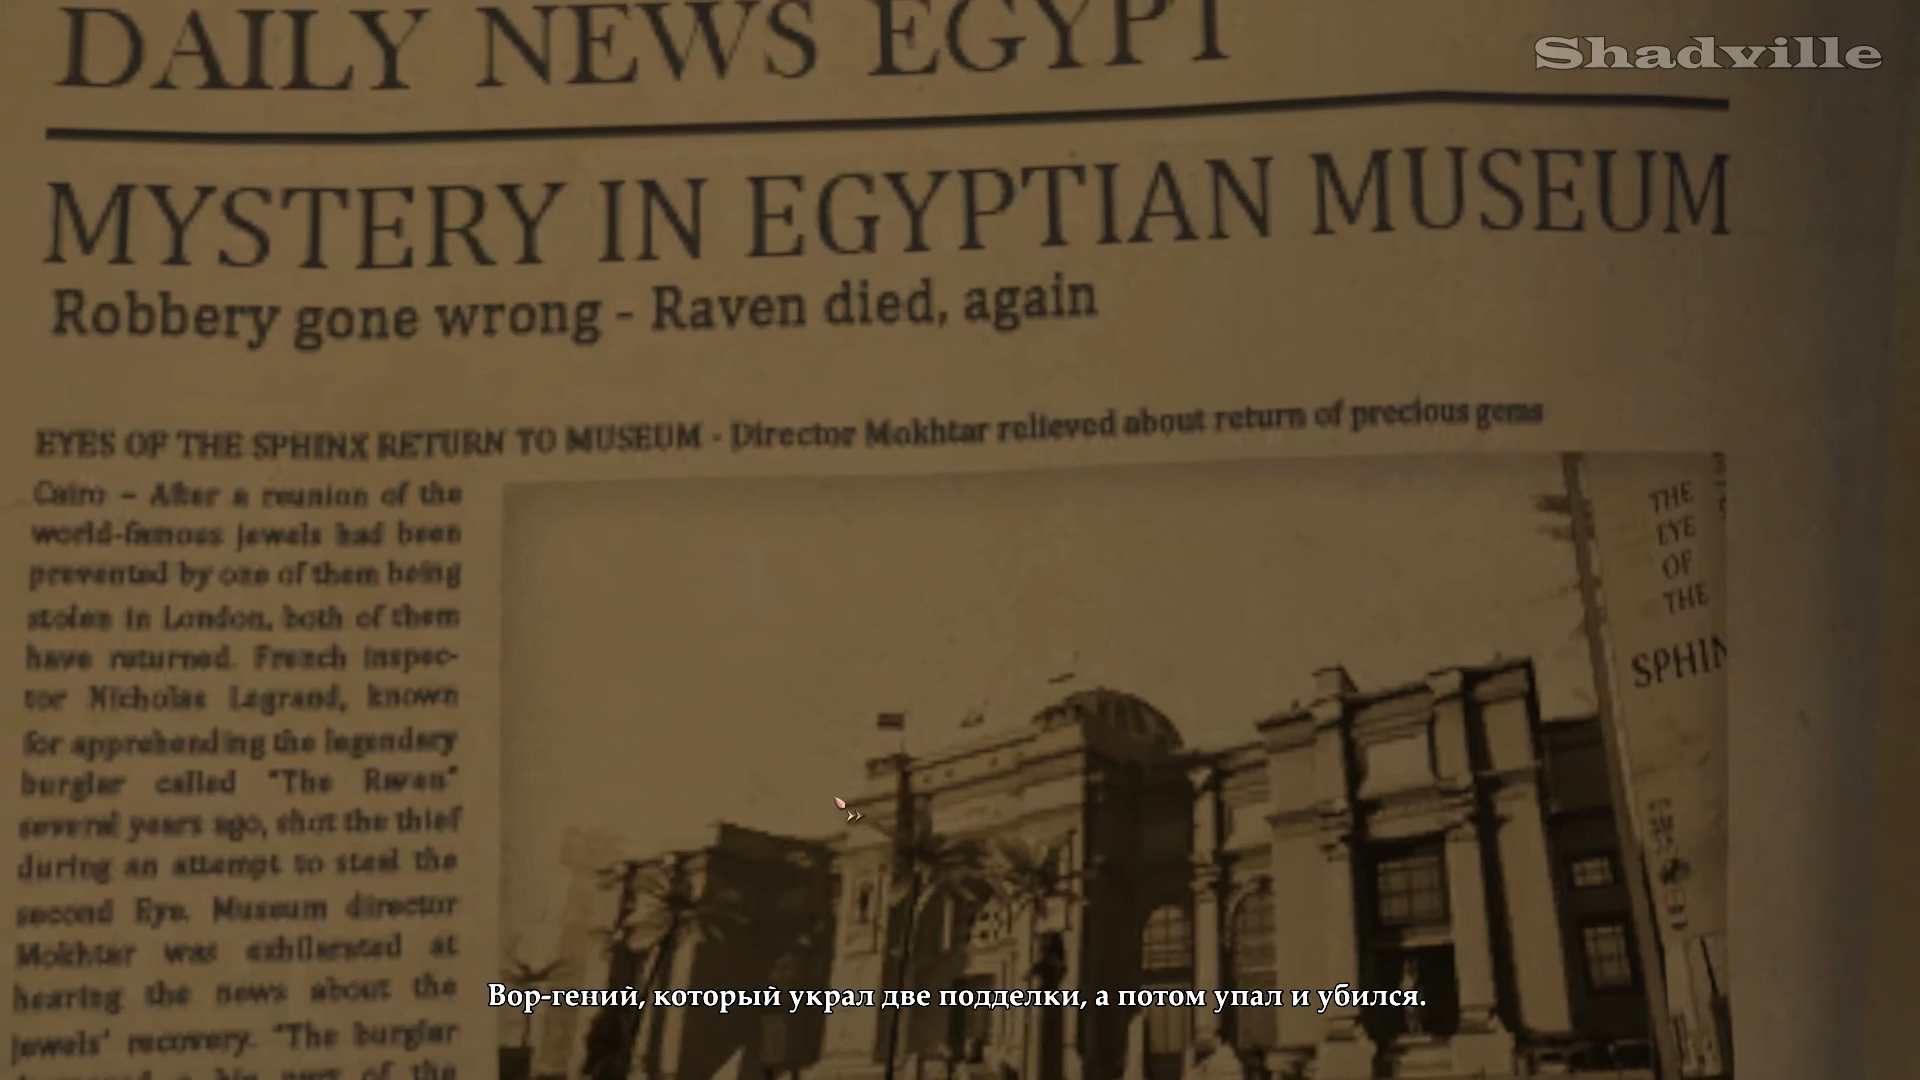 DAILY NEWS EGYPT
Shadville
MYSTERY IN EGYPTIAN MUSEUM
Robbery gone wrong - Raven died, again
EYES OF THE SPHINX RETURN TO MUSEUM - Director Mokhtar relieved about return of precious gems
Cairo – After a reunion of the
world-famous jewels had been
prevented by one of them being
stolen in London, both of them
have returned. French inspec-
tor Nicholas Legrand, known
for apprehending the legendary
burglar called "The Raven"
several years ago, shot the thief
during an attempt to steal the
second Eye. Museum director
Mokhtar was exhilarated at
hearing the news about the
jewels' recovery. "The burglar
part of the
THE
EYE
OF
THE
SPHIN
Вор-гений, который украл две подделки, а потом упал и убился.